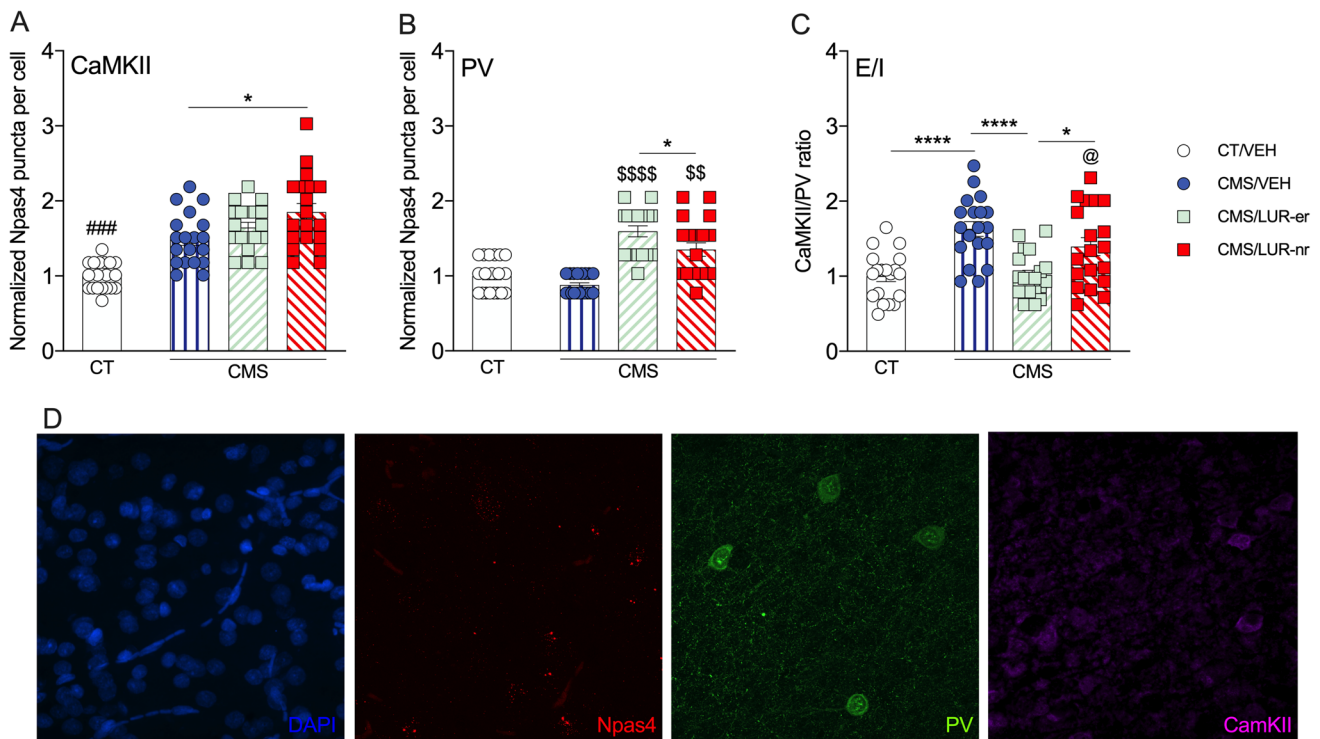 A
Normalized Npas4 puncta per cell
4
3
2
1
0
CaMKII
###
*
CT
CMS
B
Normalized Npas4 puncta per cell
4
3
2
1
0
PV
$$$$
*
$$
CT
CMS
C
CaMKII/PV ratio
4
3
2
1
0
E/I
****
****
*
@
CT
CMS
CT/VEH
CMS/VEH
CMS/LUR-er
CMS/LUR-nr
D
DAPI
Npas4
PV
CamKII